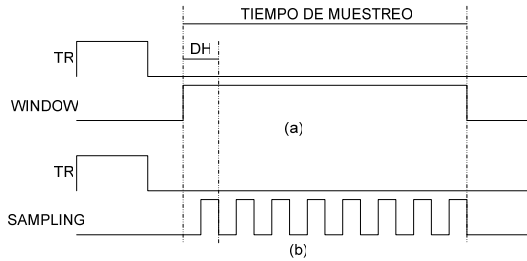 TIEMPO DE MUESTREO
DH
TR
WINDOW
(a)
TR
SAMPLING
(b)